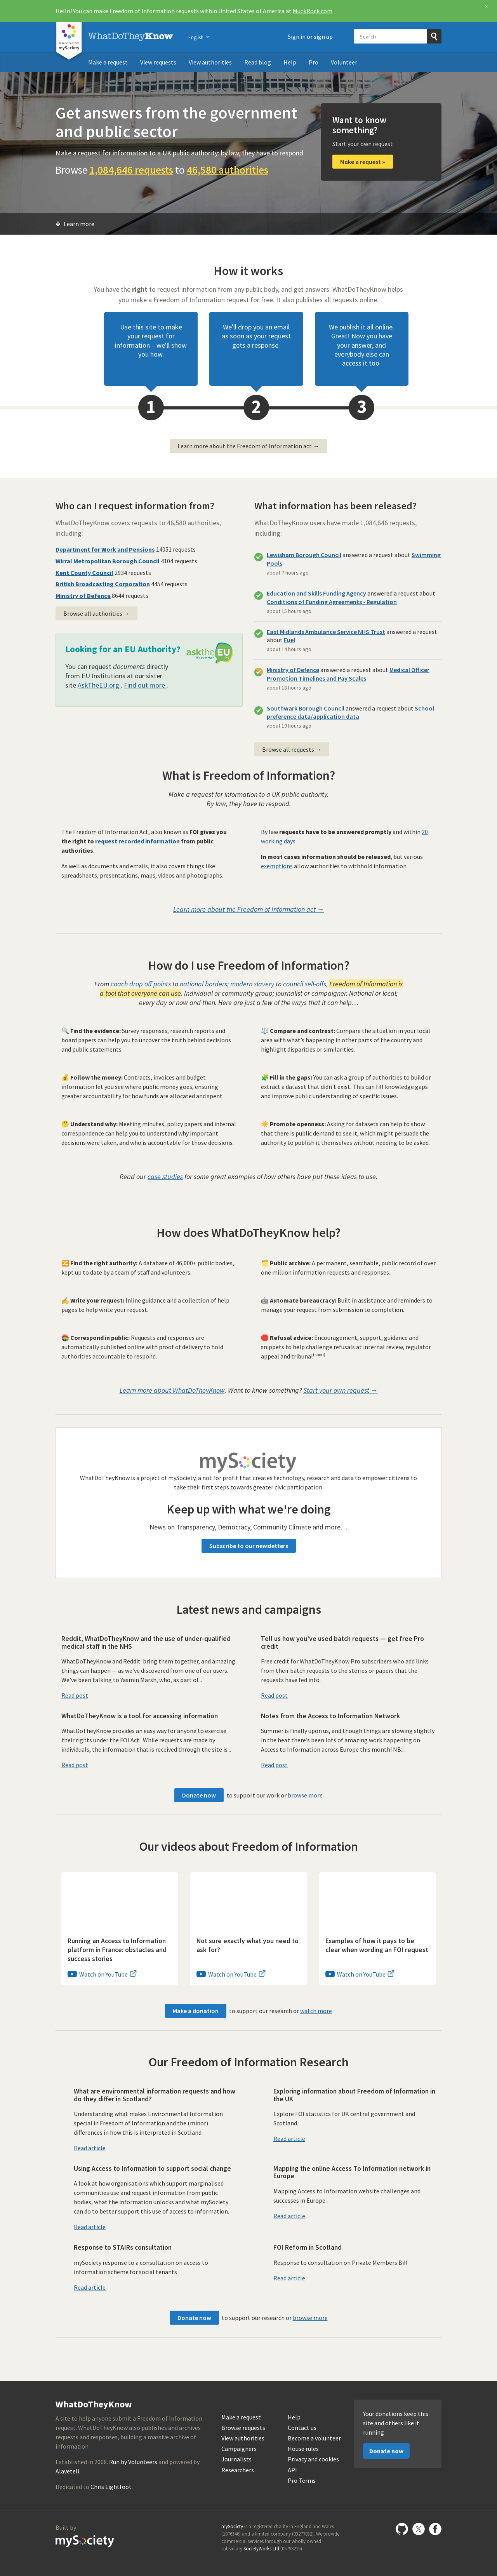 Hello! You can make Freedom of Information requests within United States of America at MuckRock.com
WhatDoTheyKnow
English
Sign in or sign up
Search
mySociety
Make a request
View requests
View authorities
Read blog
Help
Pro
Volunteer
Get answers from the government
and public sector
Make a request for information to a UK public authority: by law, they have to respond
Browse 1,084,646 requests to 46,580 authorities
Want to know
something?
Start your own request
Make a request »
Learn more
How it works
You have the right to request information from any public body, and get answers. WhatDoTheyKnow helps
you make a Freedom of Information request for free. It also publishes all requests online.
Use this site to make
your request for
information – we'll show
you how.
We'll drop you an email
as soon as your request
gets a response.
We publish it all online.
Great! Now you have
your answer, and
everybody else can
access it too.
1
2
3
Learn more about the Freedom of Information act →
Who can I request information from?
WhatDoTheyKnow covers requests to 46,580 authorities,
including:
Department for Work and Pensions 14051 requests
Wirral Metropolitan Borough Council 4104 requests
Kent County Council 2934 requests
British Broadcasting Corporation 4454 requests
Ministry of Defence 8644 requests
Browse all authorities →
Looking for an EU Authority?
asktheEU
You can request documents directly
from EU Institutions at our sister
site AskTheEU.org . Find out more .
What information has been released?
WhatDoTheyKnow users have made 1,084,646 requests,
including:
Lewisham Borough Council answered a request about Swimming
Pools
about 7 hours ago
Education and Skills Funding Agency answered a request about
Conditions of Funding Agreements - Regulation
about 13 hours ago
East Midlands Ambulance Service NHS Trust answered a request
about Fuel
about 14 hours ago
Ministry of Defence answered a request about Medical Officer
Promotion Timelines and Pay Scales
about 18 hours ago
Southwark Borough Council answered a request about School
preference data/application data
about 19 hours ago
Browse all requests →
What is Freedom of Information?
Make a request for information to a UK public authority.
By law, they have to respond.
The Freedom of Information Act, also known as FOI gives you
the right to request recorded information from public
authorities.
As well as documents and emails, it also covers things like
spreadsheets, presentations, maps, videos and photographs.
By law requests have to be answered promptly and within 20
working days.
In most cases information should be released, but various
exemptions allow authorities to withhold information.
Learn more about the Freedom of Information act →
How do I use Freedom of Information?
From coach drop off points to national borders; modern slavery to council sell-offs, Freedom of Information is
a tool that everyone can use. Individual or community group; journalist or campaigner. National or local;
every day or now and then. Here are just a few of the ways that it can help…
🔍 Find the evidence: Survey responses, research reports and
board papers can help you to uncover the truth behind decisions
and public statements.
⚖️ Compare and contrast: Compare the situation in your local
area with what’s happening in other parts of the country and
highlight disparities or similarities.
💰 Follow the money: Contracts, invoices and budget
information let you see where public money goes, ensuring
greater accountability for how funds are allocated and spent.
🧩 Fill in the gaps: You can ask a group of authorities to build or
extract a dataset that didn't exist. This can fill knowledge gaps
and improve public understanding of specific issues.
🤔 Understand why: Meeting minutes, policy papers and internal
correspondence can help you to understand why important
decisions were taken, and who is accountable for those decisions.
☀️ Promote openness: Asking for datasets can help to show
that there is public demand to see it, which might persuade the
authority to publish it themselves without needing to be asked.
Read our case studies for some great examples of how others have put these ideas to use.
How does WhatDoTheyKnow help?
🔀 Find the right authority: A database of 46,000+ public bodies,
kept up to date by a team of staff and volunteers.
🗂️ Public archive: A permanent, searchable, public record of over
one million information requests and responses.
✍️ Write your request: Inline guidance and a collection of help
pages to help write your request.
🤖 Automate bureaucracy: Built in assistance and reminders to
manage your request from submission to completion.
Correspond in public: Requests and responses are
automatically published online with proof of delivery to hold
authorities accountable to respond.
🛑 Refusal advice: Encouragement, support, guidance and
snippets to help challenge refusals at internal review, regulator
appeal and tribunal(soon).
Learn more about WhatDoTheyKnow. Want to know something? Start your own request →
mySociety
WhatDoTheyKnow is a project of mySociety, a not for profit that creates technology, research and data to empower citizens to
take their first steps towards greater civic participation.
Keep up with what we're doing
News on Transparency, Democracy, Community Climate and more…
Subscribe to our newsletters
Latest news and campaigns
Reddit, WhatDoTheyKnow and the use of under-qualified
medical staff in the NHS
WhatDoTheyKnow and Reddit: bring them together, and amazing
things can happen — as we’ve discovered from one of our users.
We’ve been talking to Yasmin Marsh, who, as part of...
Read post
Tell us how you’ve used batch requests — get free Pro
credit
Free credit for WhatDoTheyKnow Pro subscribers who add links
from their batch requests to the stories or papers that the
requests have fed into.
Read post
WhatDoTheyKnow is a tool for accessing information
WhatDoTheyKnow provides an easy way for anyone to exercise
their rights under the FOI Act. While requests are made by
individuals, the information that is received through the site is...
Read post
Notes from the Access to Information Network
Summer is finally upon us, and though things are slowing slightly
in the heat there’s been lots of amazing work happening on
Access to Information across Europe this month! NB:...
Read post
Donate now to support our work or browse more
Our videos about Freedom of Information
Running an Access to Information
platform in France: obstacles and
success stories
Watch on YouTube
Not sure exactly what you need to
ask for?
Watch on YouTube
Examples of how it pays to be
clear when wording an FOI request
Watch on YouTube
Make a donation to support our research or watch more
Our Freedom of Information Research
What are environmental information requests and how
do they differ in Scotland?
Understanding what makes Environmental Information
special in Freedom of Information and the (minor)
differences in how this is interpreted in Scotland.
Read article
Exploring information about Freedom of Information in
the UK
Explore FOI statistics for UK central government and
Scotland.
Read article
Using Access to Information to support social change
A look at how organisations which support marginalised
communities use and request information from public
bodies, what the information unlocks and what mySociety
can do to better support this use of access to information.
Read article
Mapping the online Access To Information network in
Europe
Mapping Access to Information website challenges and
successes in Europe
Read article
Response to STAIRs consultation
mySociety response to a consultation on access to
information scheme for social tenants
Read article
FOI Reform in Scotland
Response to consultation on Private Members Bill
Read article
Donate now to support our research or browse more
WhatDoTheyKnow
A site to help anyone submit a Freedom of Information
request. WhatDoTheyKnow also publishes and archives
requests and responses, building a massive archive of
information.
Established in 2008. Run by Volunteers and powered by
Alaveteli.
Dedicated to Chris Lightfoot.
Make a request
Browse requests
View authorities
Campaigners
Journalists
Researchers
Help
Contact us
Become a volunteer
House rules
Privacy and cookies
API
Pro Terms
Your donations keep this
site and others like it
running
Donate now
Built by
mySociety
mySociety is a registered charity in England and Wales
(1076346) and a limited company (03277032). We provide
commercial services through our wholly owned
subsidiary SocietyWorks Ltd (05798215).